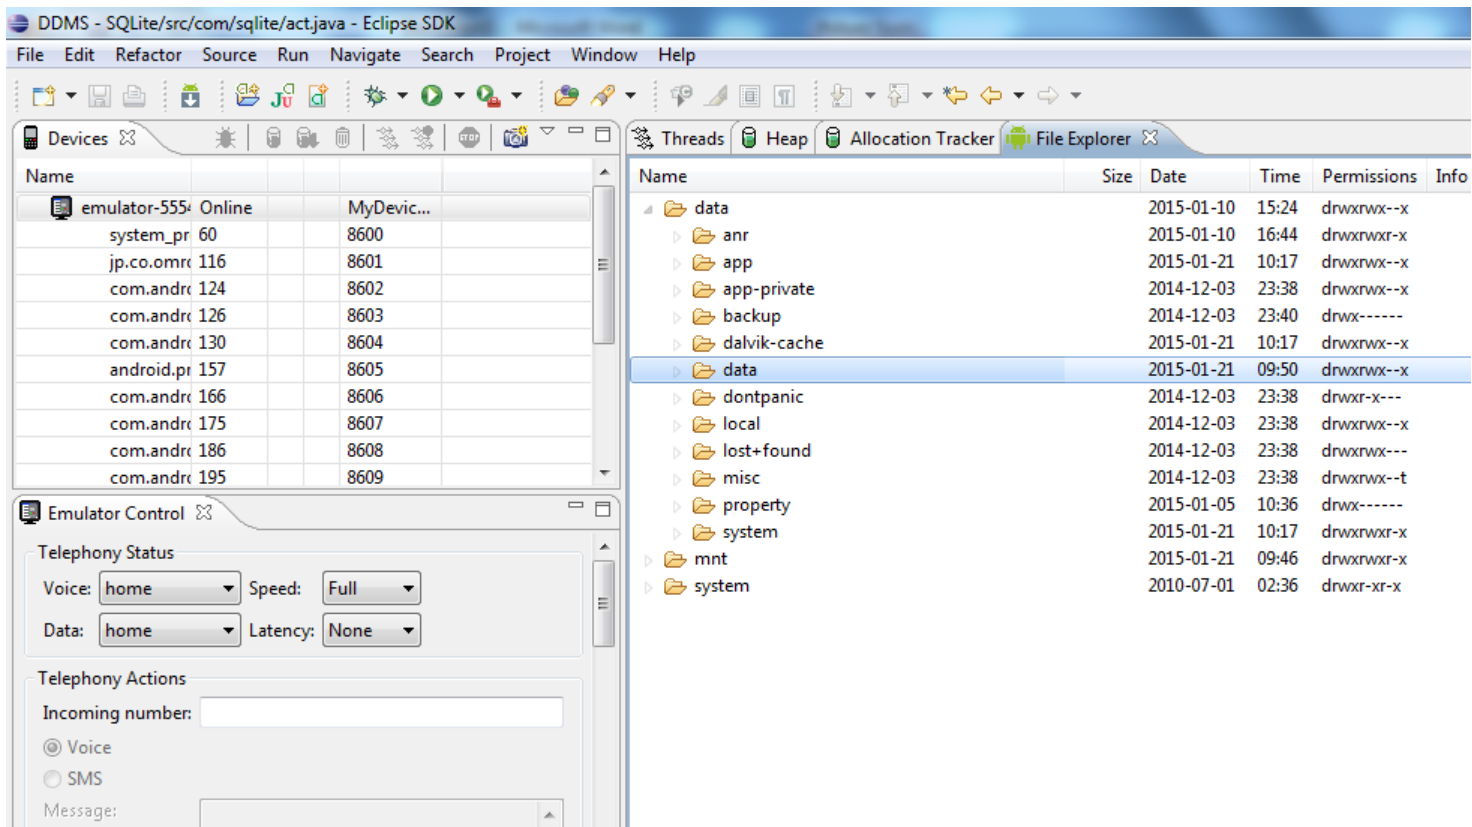 DDMS - SQLite/src/com/sqlite/act.java - Eclipse SDK
File Edit Refactor Source Run Navigate Search Project Window Help
Devices
Name
emulator-5554 Online MyDevic...
system_pr 60 8600
jp.co.omro 116 8601
com.andro 124 8602
com.andro 126 8603
com.andro 130 8604
android.pr 157 8605
com.andro 166 8606
com.andro 175 8607
com.andro 186 8608
com.andro 195 8609
Emulator Control
Telephony Status
Voice: home Speed: Full
Data: home Latency: None
Telephony Actions
Incoming number:
Voice
SMS
Message:
Threads Heap Allocation Tracker File Explorer
Name Size Date Time Permissions Info
data 2015-01-10 15:24 drwxrwx--x
anr 2015-01-10 16:44 drwxrwxr-x
app 2015-01-21 10:17 drwxrwx--x
app-private 2014-12-03 23:38 drwxrwx--x
backup 2014-12-03 23:40 drwx------
dalvik-cache 2015-01-21 10:17 drwxrwx--x
data 2015-01-21 09:50 drwxrwx--x
dontpanic 2014-12-03 23:38 drwxr-x---
local 2014-12-03 23:38 drwxrwx--x
lost+found 2014-12-03 23:38 drwxrwx---
misc 2014-12-03 23:38 drwxrwx--t
property 2015-01-05 10:36 drwx------
system 2015-01-21 10:17 drwxrwxr-x
mnt 2015-01-21 09:46 drwxrwxr-x
system 2010-07-01 02:36 drwxr-xr-x